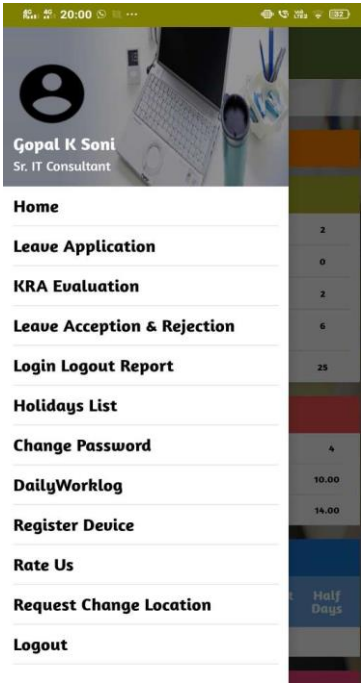 20:00
32
Gopal K Soni
Sr. IT Consultant
Home
Leave Application
KRA Evaluation
Leave Acception & Rejection
Login Logout Report
Holidays List
Change Password
DailyWorklog
Register Device
Rate Us
Request Change Location
Logout
2
0
2
6
25
4
10.00
14.00
Half
Days